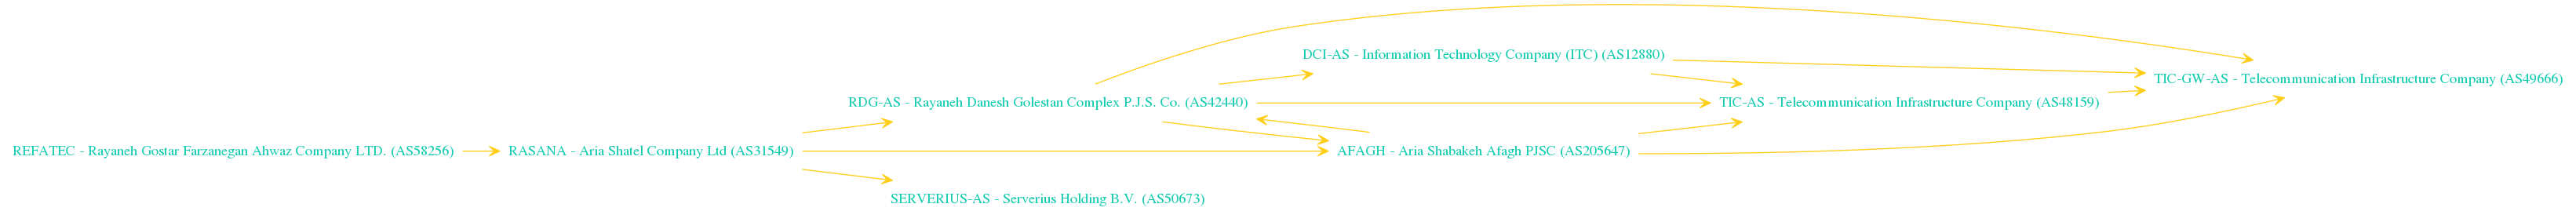 DCI-AS - Information Technology Company (ITC) (AS12880)
TIC-GW-AS - Telecommunication Infrastructure Company (AS49666)
RDG-AS - Rayaneh Danesh Golestan Complex P.J.S. Co. (AS42440)
TIC-AS - Telecommunication Infrastructure Company (AS48159)
REFATEC - Rayaneh Gostar Farzanegan Ahwaz Company LTD. (AS58256)
RASANA - Aria Shatel Company Ltd (AS31549)
AFAGH - Aria Shabakeh Afagh PJSC (AS205647)
SERVERIUS-AS - Serverius Holding B.V. (AS50673)